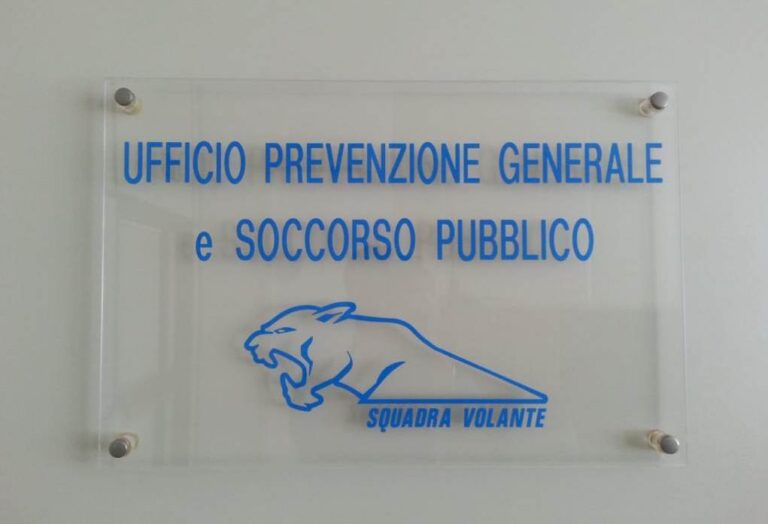 UFFICIO PREVENZIONE GENERALE
e SOCCORSO PUBBLICO
SQUADRA VOLANTE